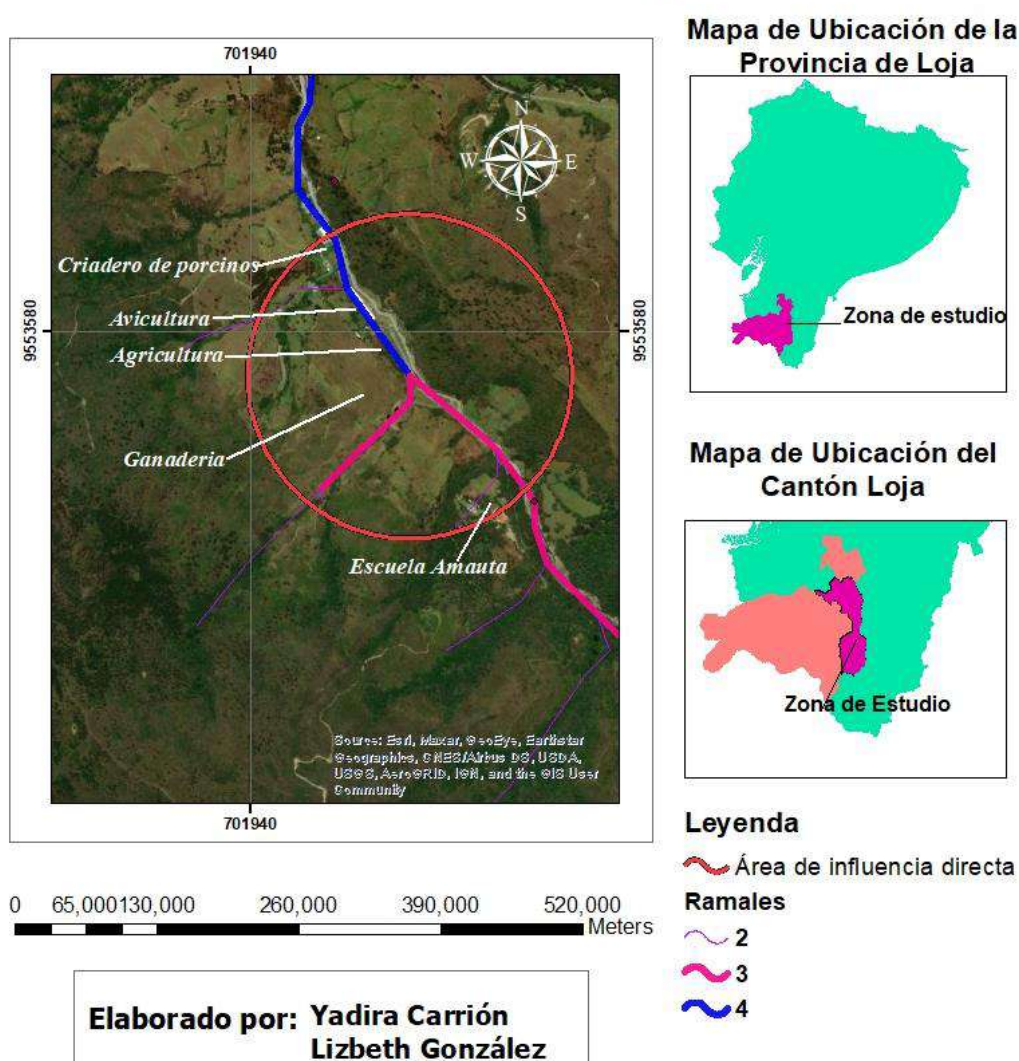 Mapa de Ubicación de la
Provincia de Loja
Zona de estudio
Mapa de Ubicación del
Cantón Loja
Zona de Estudio
701940
9553580
9553580
N
W
E
S
Criadero de porcinos
Avicultura
Agricultura
Ganaderia
Escuela Amauta
Source: Esri, Maxar, GeoEye, Earthstar
Geographics, CNES/Airbus DS, USDA,
USGS, AeroGRID, IGN, and the GIS User
Community
701940
0 65,000 130,000 260,000 390,000 520,000
Meters
Leyenda
Área de influencia directa
Ramales
2
3
4
Elaborado por: Yadira Carrión
Lizbeth González